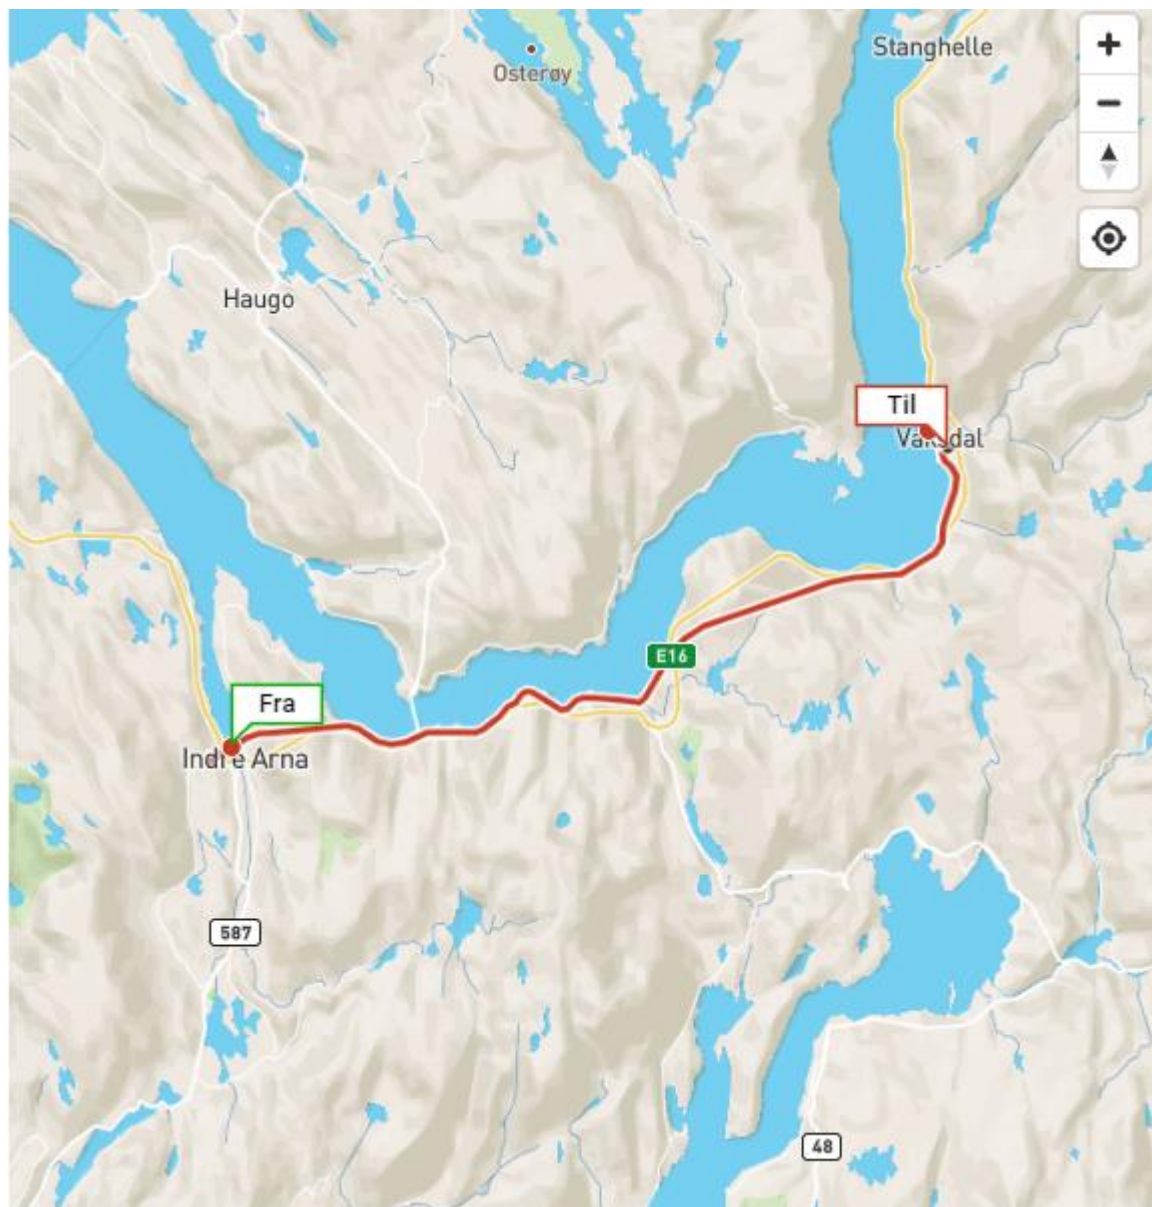 Stanghelle
Osterøy
Haugo
Til
Vaksdal
E16
Fra
Indre Arna
587
48